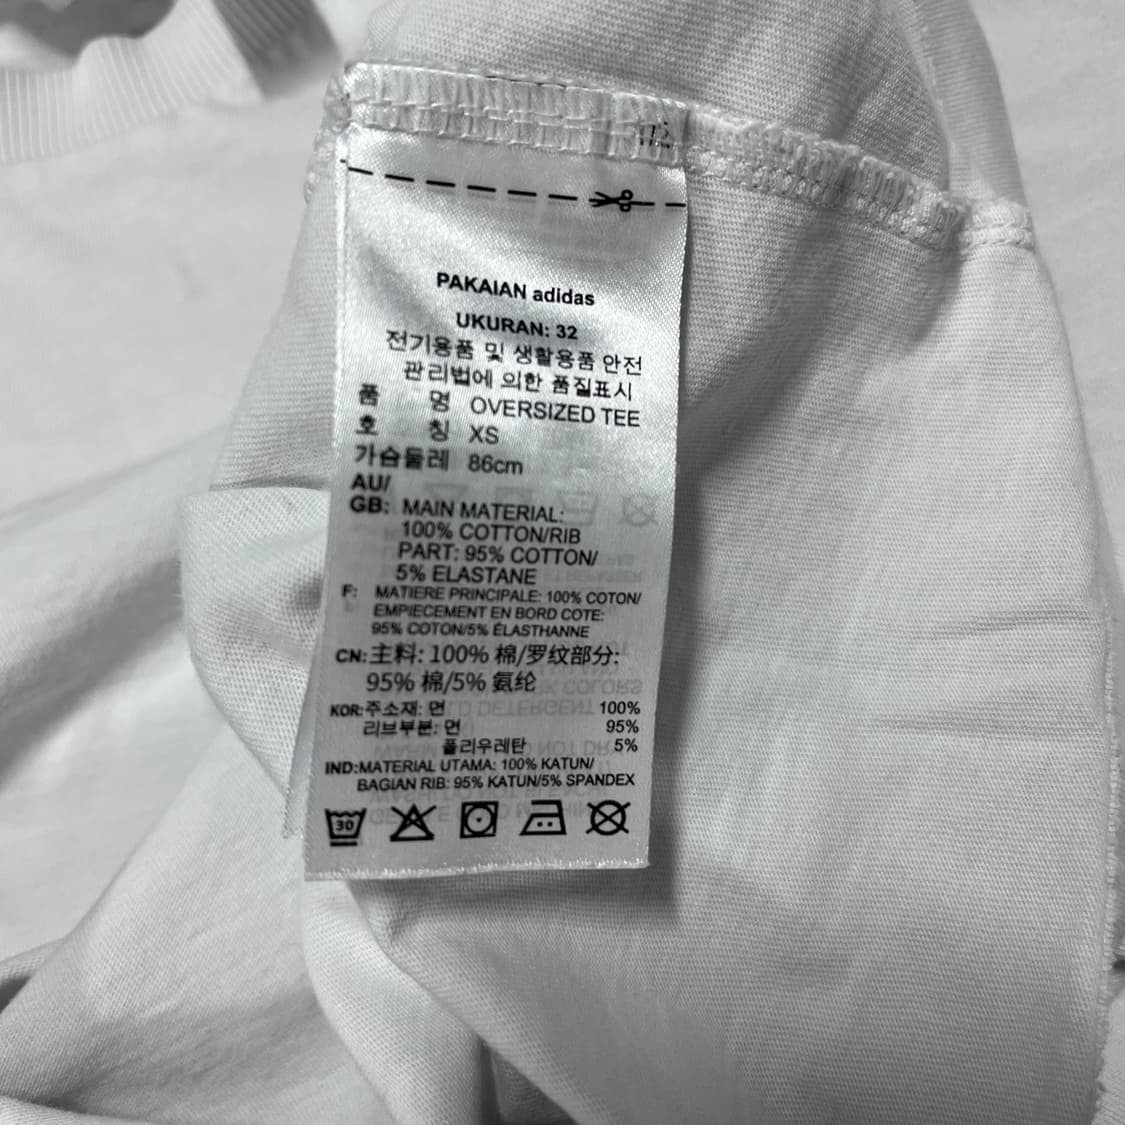 PAKAIAN adidas
UKURAN: 32
전기용품 및 생활용품 안전
관리법에 의한 품질표시
품 명 OVERSIZED TEE
호 칭 XS
가슴둘레 86cm
AU/
GB: MAIN MATERIAL:
100% COTTON/RIB
PART: 95% COTTON/
5% ELASTANE
F: MATIERE PRINCIPALE: 100% COTON/
EMPIECEMENT EN BORD COTE:
95% COTON/5% ÉLASTHANNE
CN: 主料: 100% 棉/罗纹部分:
95% 棉/5% 氨纶
KOR: 주소재: 면 100%
리브부분: 면 95%
폴리우레탄 5%
IND: MATERIAL UTAMA: 100% KATUN/
BAGIAN RIB: 95% KATUN/5% SPANDEX
30